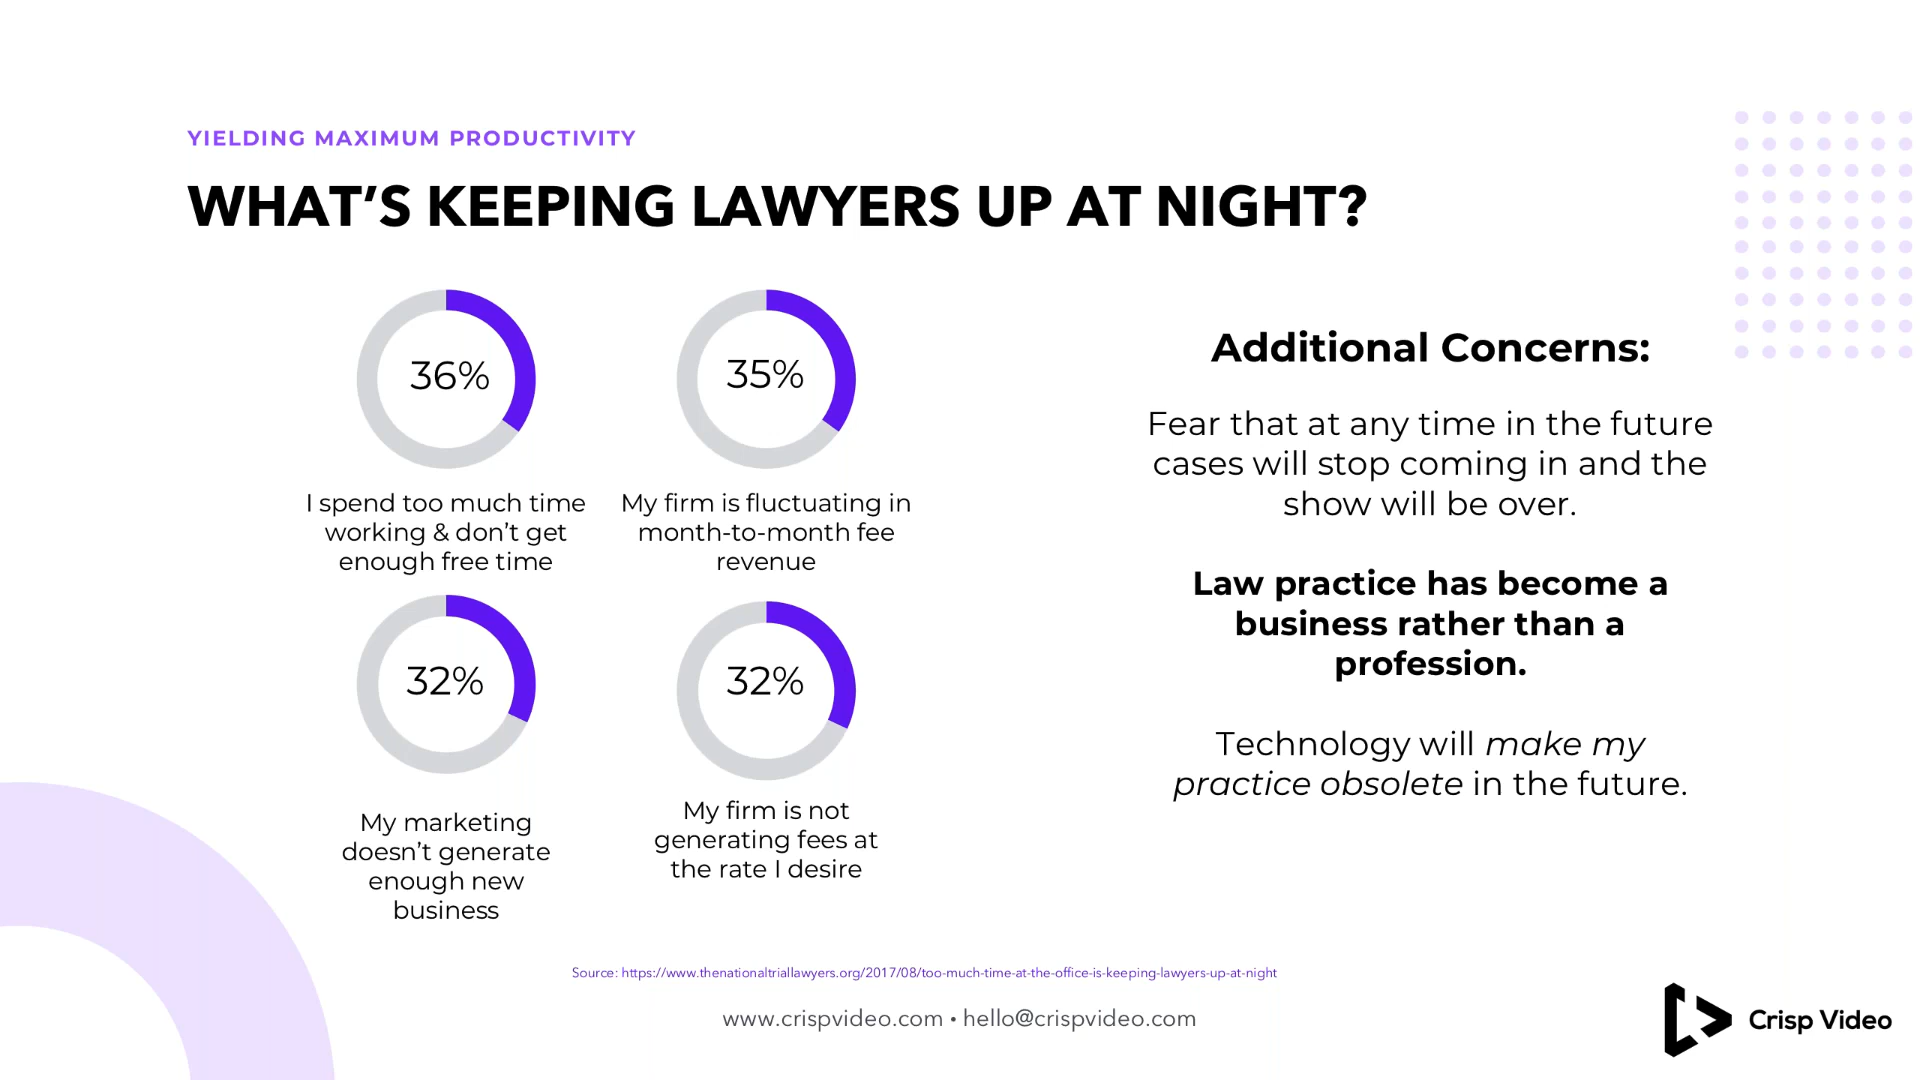 YIELDING MAXIMUM PRODUCTIVITY
WHAT’S KEEPING LAWYERS UP AT NIGHT?
36%
I spend too much time
working & don’t get
enough free time
35%
My firm is fluctuating in
month-to-month fee
revenue
32%
My marketing
doesn’t generate
enough new
business
32%
My firm is not
generating fees at
the rate I desire
Additional Concerns:
Fear that at any time in the future
cases will stop coming in and the
show will be over.
Law practice has become a
business rather than a
profession.
Technology will make my
practice obsolete in the future.
Source: https://www.thenationaltriallawyers.org/2017/08/too-much-time-at-the-office-is-keeping-lawyers-up-at-night
www.crispvideo.com • hello@crispvideo.com
Crisp Video